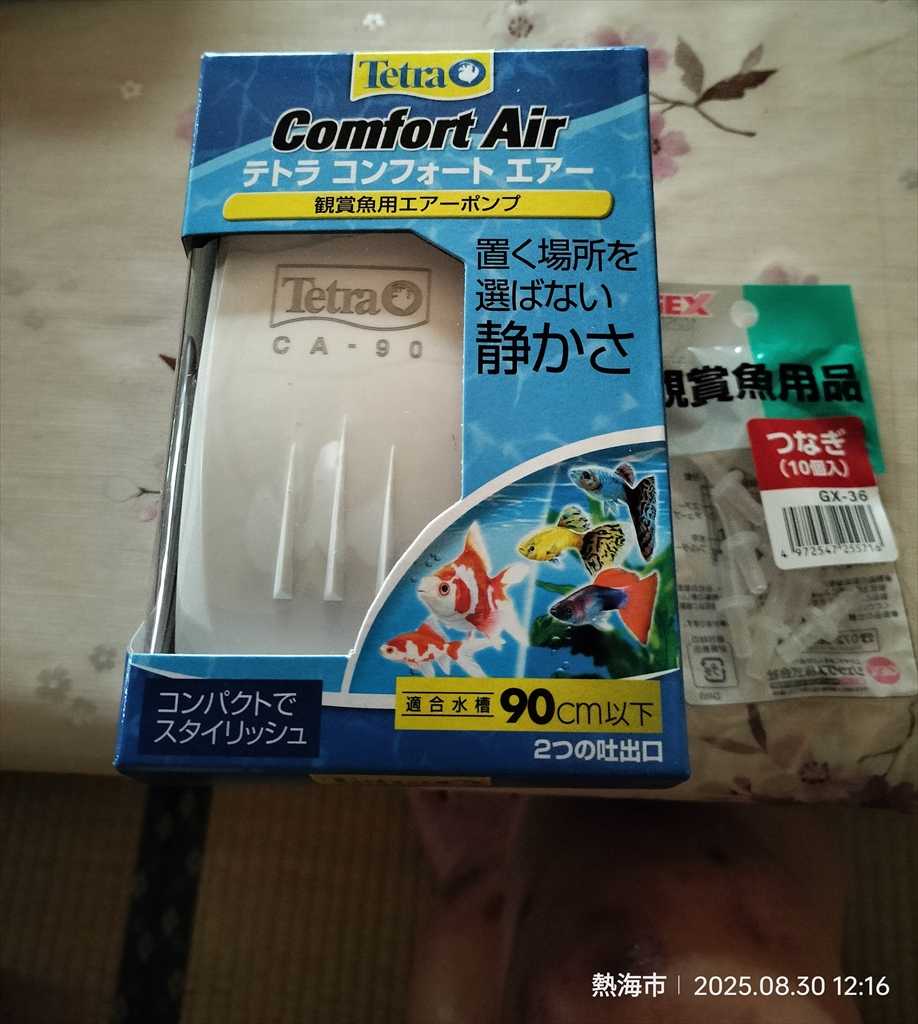 Tetra
Comfort Air
テトラ コンフォート エアー
観賞魚用エアーポンプ
置く場所を
選ばない
静かさ
Tetra
CA-90
コンパクトで
スタイリッシュ
適合水槽 90cm以下
2つの吐出口
EX
観賞魚用品
つなぎ
(10個入)
GX-36
4 972547 255716
熱海市 2025.08.30 12:16